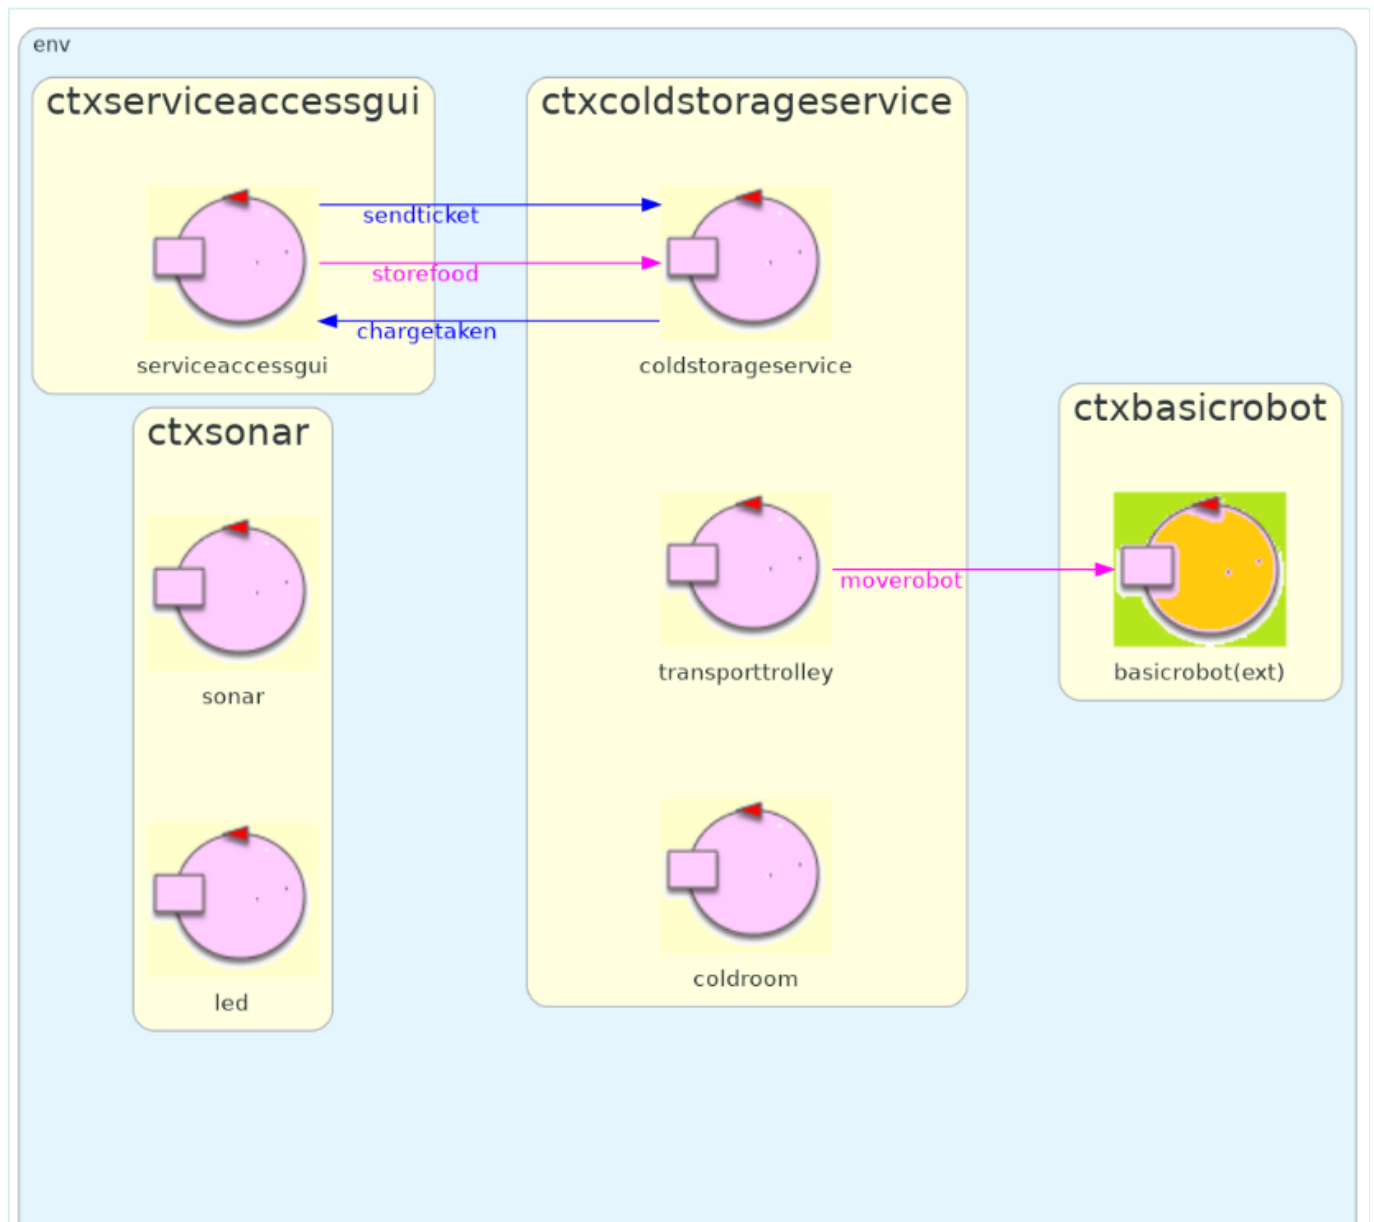 env
ctxserviceaccessgui
ctxcoldstorageservice
sendticket
storefood
chargetaken
serviceaccessgui
coldstorageservice
ctxbasicrobot
ctxsonar
moverobot
transporttrolley
basicrobot(ext)
sonar
coldroom
led